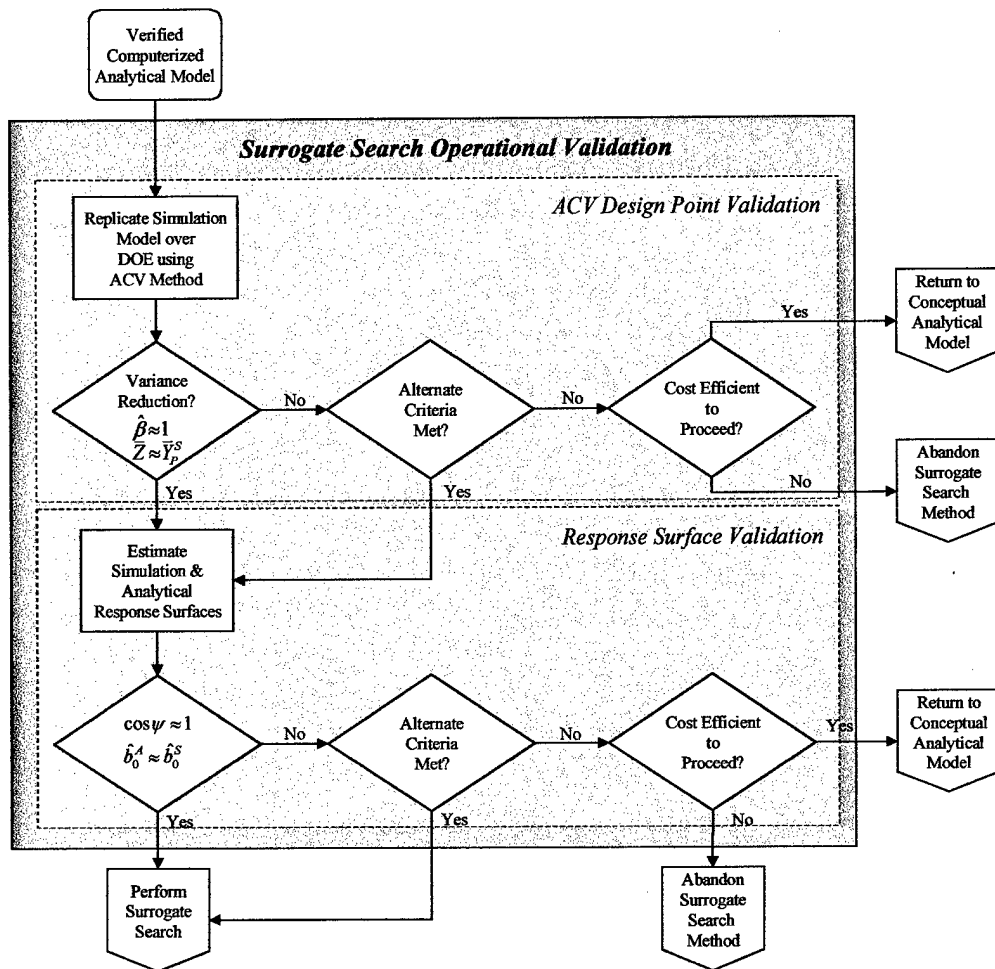 Verified
Computerized
Analytical Model
Surrogate Search Operational Validation
ACV Design Point Validation
Replicate Simulation
Model over
DOE using
ACV Method
Return to
Conceptual
Analytical
Model
Yes
Variance
Reduction?
β̂≈1
Z̄≈Ȳ_P^S
No
Alternate
Criteria
Met?
No
Cost Efficient
to
Proceed?
Abandon
Surrogate
Search
Method
No
Yes
Yes
Response Surface Validation
Estimate
Simulation &
Analytical
Response Surfaces
cosψ≈1
b̂_0^A≈b̂_0^S
No
Alternate
Criteria
Met?
No
Cost Efficient
to
Proceed?
Yes
Return to
Conceptual
Analytical
Model
Yes
Yes
No
Perform
Surrogate
Search
Abandon
Surrogate
Search
Method